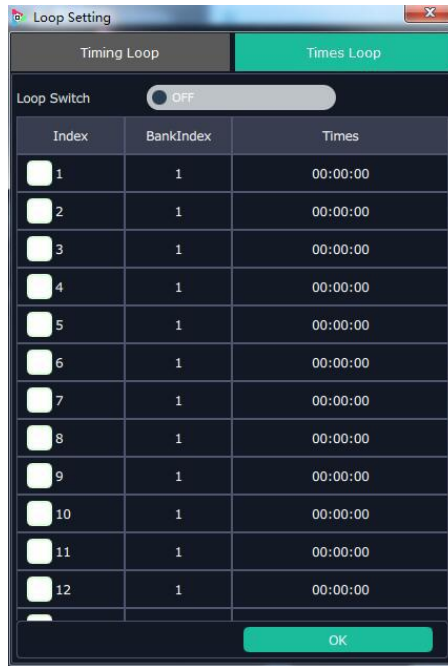 Loop Setting
Timing Loop Times Loop
Loop Switch OFF
Index BankIndex Times
1 1 00:00:00
2 1 00:00:00
3 1 00:00:00
4 1 00:00:00
5 1 00:00:00
6 1 00:00:00
7 1 00:00:00
8 1 00:00:00
9 1 00:00:00
10 1 00:00:00
11 1 00:00:00
12 1 00:00:00
OK